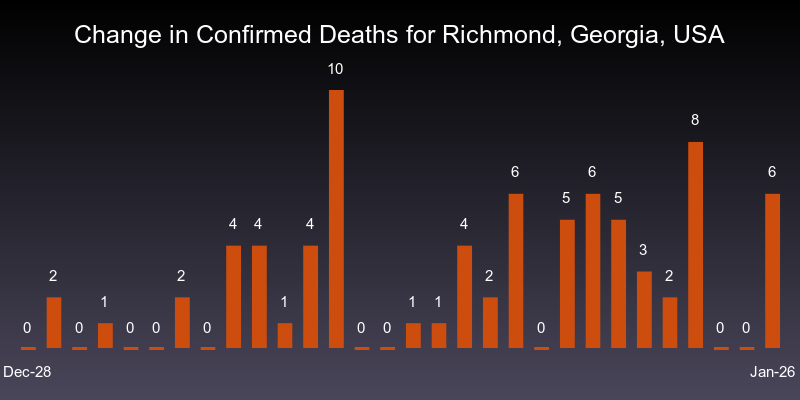 Change in Confirmed Deaths for Richmond, Georgia, USA
0 2 0 1 0 0 2 0 4 4 1 4 10 0 0 1 1 4 2 6 0 5 6 5 3 2 8 0 0 6
Dec-28 Jan-26